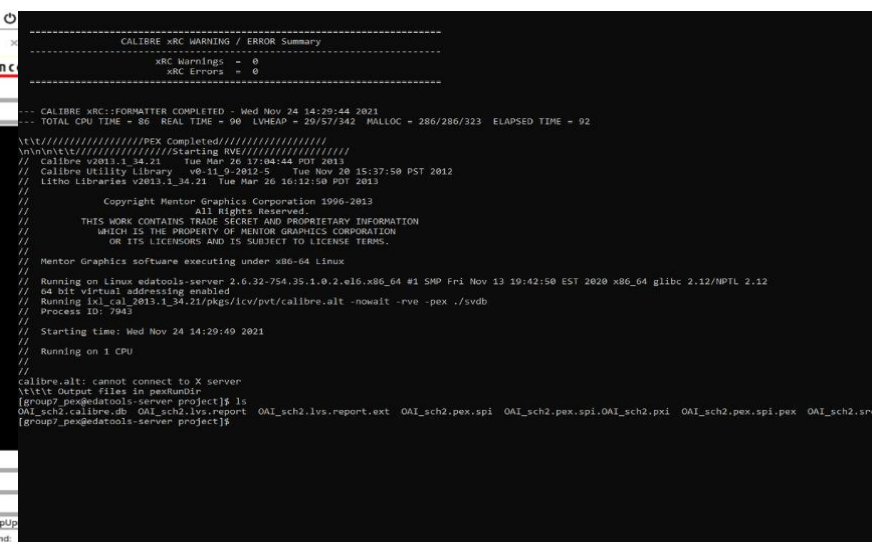 ------------------------------------------------------------------
CALIBRE xRC WARNING / ERROR Summary
------------------------------------------------------------------
xRC Warnings = 0
xRC Errors = 0
------------------------------------------------------------------
--- CALIBRE xRC::FORMATTER COMPLETED - Wed Nov 24 14:29:44 2021
--- TOTAL CPU TIME = 86 REAL TIME = 90 LVHEAP = 29/57/342 MALLOC = 286/286/323 ELAPSED TIME = 92
\t\t//////////////////PEX Completed///////////////////
\n\n\n\t\t/////////////////Starting RVE///////////////////
// Calibre v2013.1_34.21 Tue Mar 26 17:04:44 PDT 2013
// Calibre Utility Library v0-11_9-2012-5 Tue Nov 20 15:37:50 PST 2012
// Litho Libraries v2013.1_34.21 Tue Mar 26 16:12:50 PDT 2013
//
// Copyright Mentor Graphics Corporation 1996-2013
// All Rights Reserved.
// THIS WORK CONTAINS TRADE SECRET AND PROPRIETARY INFORMATION
// WHICH IS THE PROPERTY OF MENTOR GRAPHICS CORPORATION
// OR ITS LICENSORS AND IS SUBJECT TO LICENSE TERMS.
//
// Mentor Graphics software executing under x86-64 Linux
//
// Running on Linux edatools-server 2.6.32-754.35.1.0.2.el6.x86_64 #1 SMP Fri Nov 13 19:42:50 EST 2020 x86_64 glibc 2.12/NPTL 2.12
// 64 bit virtual addressing enabled
// Running ixl_cal_2013.1_34.21/pkgs/icv/pvt/calibre.alt -nowait -rve -pex ./svdb
// Process ID: 7943
//
// Starting time: Wed Nov 24 14:29:49 2021
//
// Running on 1 CPU
//
//
calibre.alt: cannot connect to X server
\t\t\t Output files in pexRunDir
[group7_pex@edatools-server project]$ ls
OAI_sch2.calibre.db OAI_sch2.lvs.report OAI_sch2.lvs.report.ext OAI_sch2.pex.spi OAI_sch2.pex.spi.OAI_sch2.pxi OAI_sch2.pex.spi.pex OAI_sch2.sr
[group7_pex@edatools-server project]$
nc
pUp
nd: